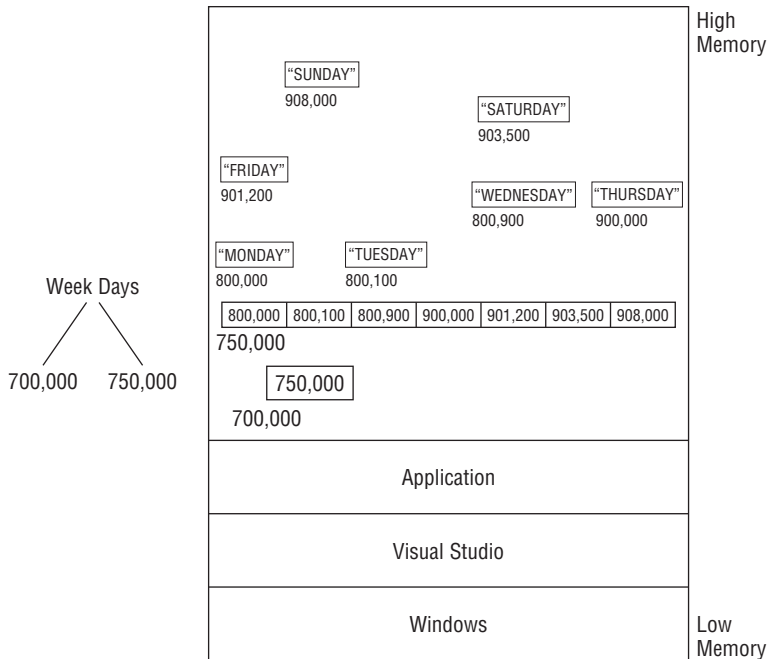 High
Memory
“SUNDAY”
908,000
“SATURDAY”
903,500
“FRIDAY”
901,200
“WEDNESDAY”
800,900
“THURSDAY”
900,000
“MONDAY”
800,000
“TUESDAY”
800,100
Week Days
700,000 750,000
800,000 800,100 800,900 900,000 901,200 903,500 908,000
750,000
750,000
700,000
Application
Visual Studio
Windows
Low
Memory